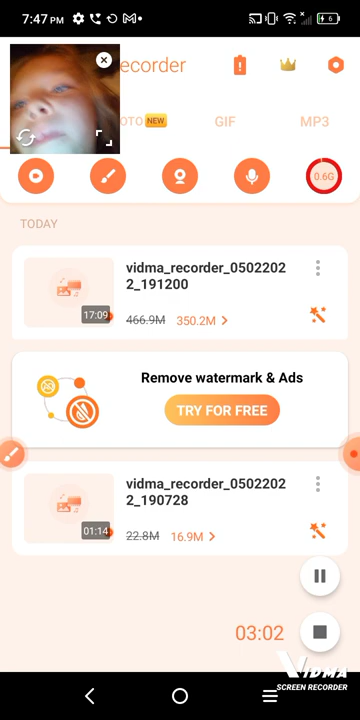 7:47 PM
6
ecorder
OTO NEW GIF MP3
0.6G
TODAY
vidma_recorder_0502202
2_191200
17:09
466.9M 350.2M >
Remove watermark & Ads
TRY FOR FREE
vidma_recorder_0502202
2_190728
01:14
22.8M 16.9M >
03:02
VIDMA
SCREEN RECORDER